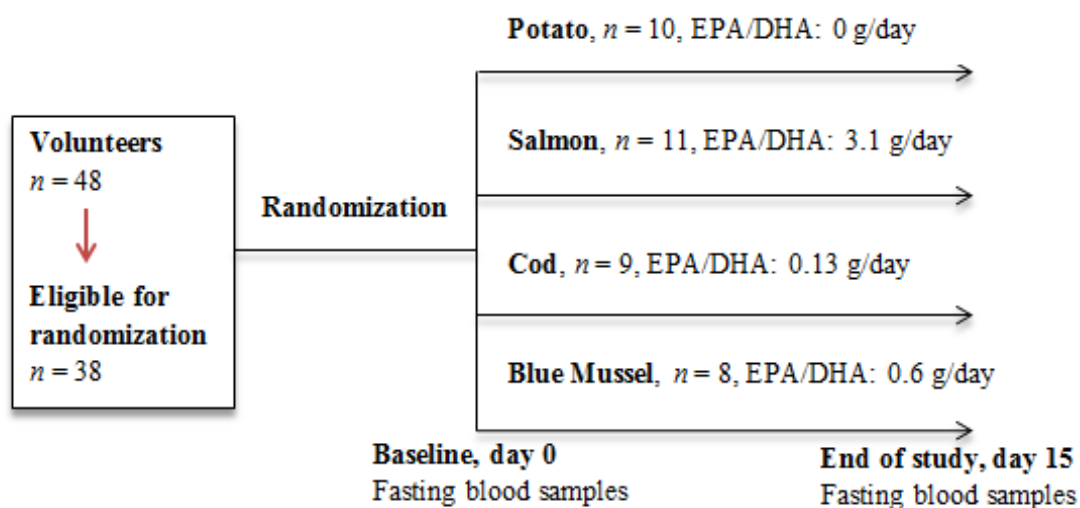 Volunteers
n = 48
Eligible for
randomization
n = 38
Randomization
Potato, n = 10, EPA/DHA: 0 g/day
Salmon, n = 11, EPA/DHA: 3.1 g/day
Cod, n = 9, EPA/DHA: 0.13 g/day
Blue Mussel, n = 8, EPA/DHA: 0.6 g/day
Baseline, day 0
Fasting blood samples
End of study, day 15
Fasting blood samples